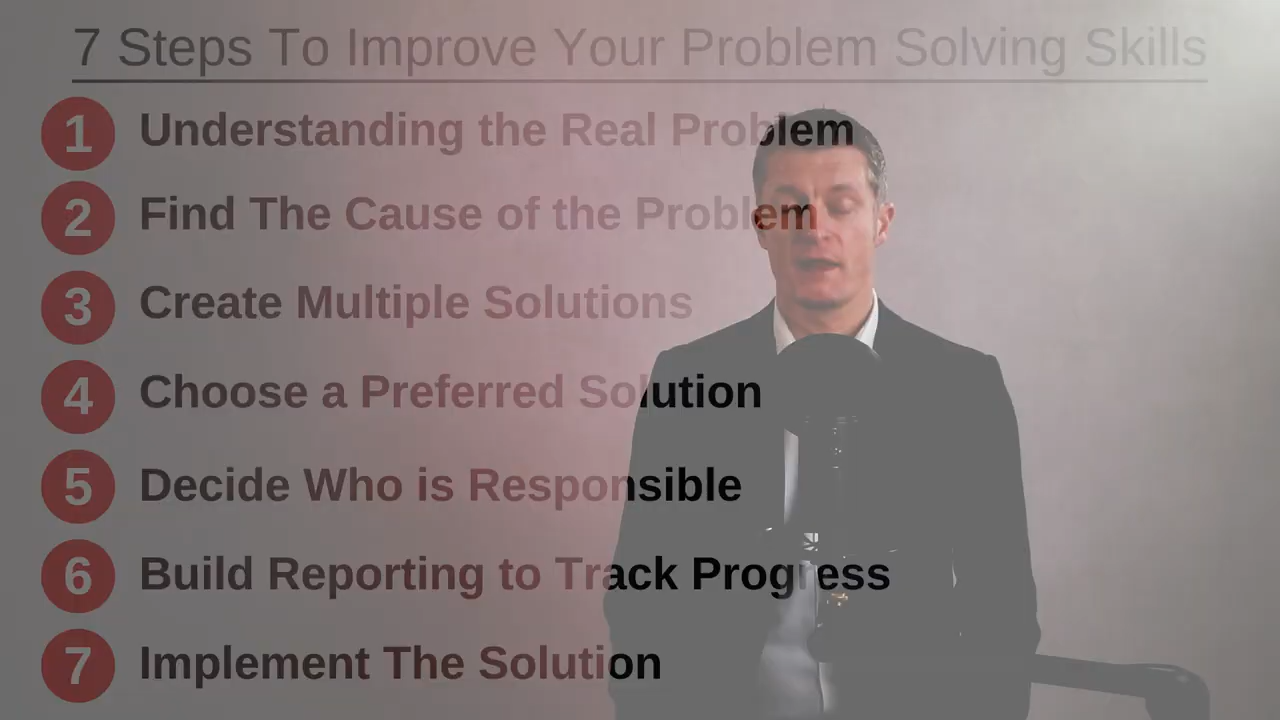 7 Steps To Improve Your Problem Solving Skills
1 Understanding the Real Problem
2 Find The Cause of the Problem
3 Create Multiple Solutions
4 Choose a Preferred Solution
5 Decide Who is Responsible
6 Build Reporting to Track Progress
7 Implement The Solution